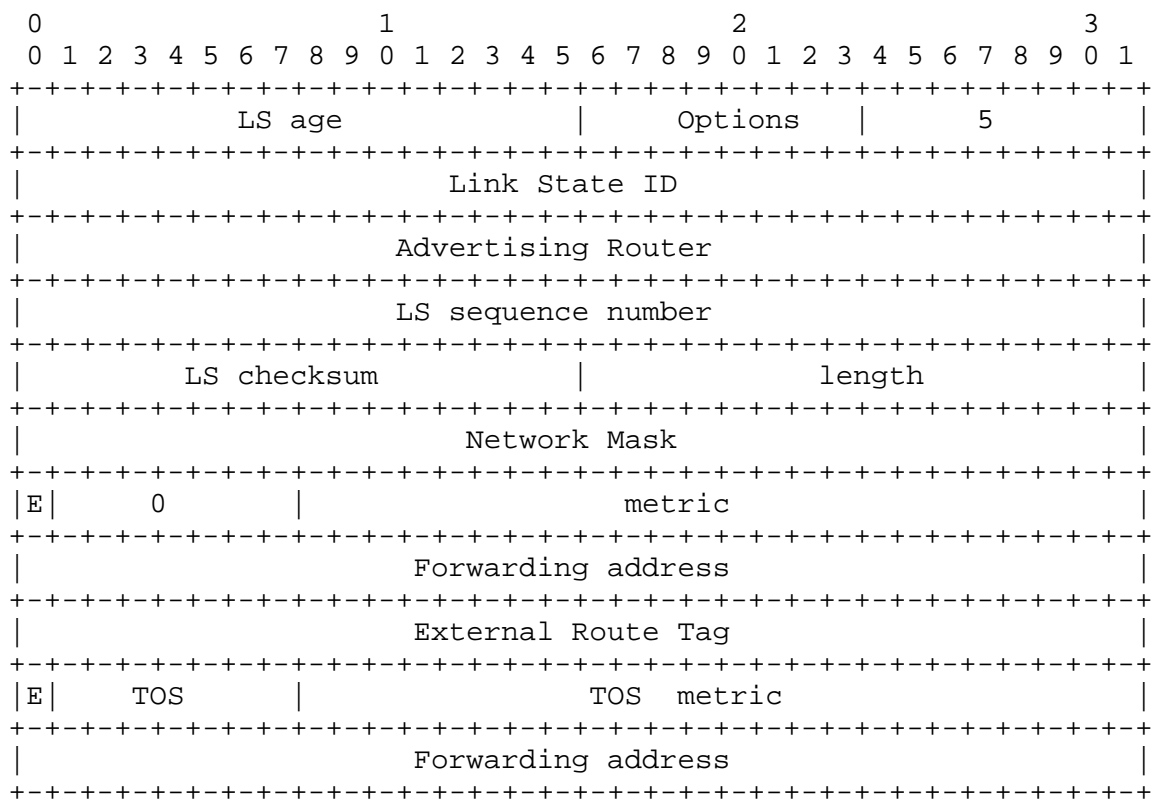 0                   1                   2                   3
 0 1 2 3 4 5 6 7 8 9 0 1 2 3 4 5 6 7 8 9 0 1 2 3 4 5 6 7 8 9 0 1
+-+-+-+-+-+-+-+-+-+-+-+-+-+-+-+-+-+-+-+-+-+-+-+-+-+-+-+-+-+-+-+-+
|            LS age             |     Options   |      5        |
+-+-+-+-+-+-+-+-+-+-+-+-+-+-+-+-+-+-+-+-+-+-+-+-+-+-+-+-+-+-+-+-+
|                        Link State ID                          |
+-+-+-+-+-+-+-+-+-+-+-+-+-+-+-+-+-+-+-+-+-+-+-+-+-+-+-+-+-+-+-+-+
|                     Advertising Router                        |
+-+-+-+-+-+-+-+-+-+-+-+-+-+-+-+-+-+-+-+-+-+-+-+-+-+-+-+-+-+-+-+-+
|                     LS sequence number                        |
+-+-+-+-+-+-+-+-+-+-+-+-+-+-+-+-+-+-+-+-+-+-+-+-+-+-+-+-+-+-+-+-+
|         LS checksum           |             length            |
+-+-+-+-+-+-+-+-+-+-+-+-+-+-+-+-+-+-+-+-+-+-+-+-+-+-+-+-+-+-+-+-+
|                         Network Mask                          |
+-+-+-+-+-+-+-+-+-+-+-+-+-+-+-+-+-+-+-+-+-+-+-+-+-+-+-+-+-+-+-+-+
|E|     0       |                  metric                       |
+-+-+-+-+-+-+-+-+-+-+-+-+-+-+-+-+-+-+-+-+-+-+-+-+-+-+-+-+-+-+-+-+
|                      Forwarding address                       |
+-+-+-+-+-+-+-+-+-+-+-+-+-+-+-+-+-+-+-+-+-+-+-+-+-+-+-+-+-+-+-+-+
|                      External Route Tag                       |
+-+-+-+-+-+-+-+-+-+-+-+-+-+-+-+-+-+-+-+-+-+-+-+-+-+-+-+-+-+-+-+-+
|E|    TOS      |                TOS  metric                    |
+-+-+-+-+-+-+-+-+-+-+-+-+-+-+-+-+-+-+-+-+-+-+-+-+-+-+-+-+-+-+-+-+
|                      Forwarding address                       |
+-+-+-+-+-+-+-+-+-+-+-+-+-+-+-+-+-+-+-+-+-+-+-+-+-+-+-+-+-+-+-+-+